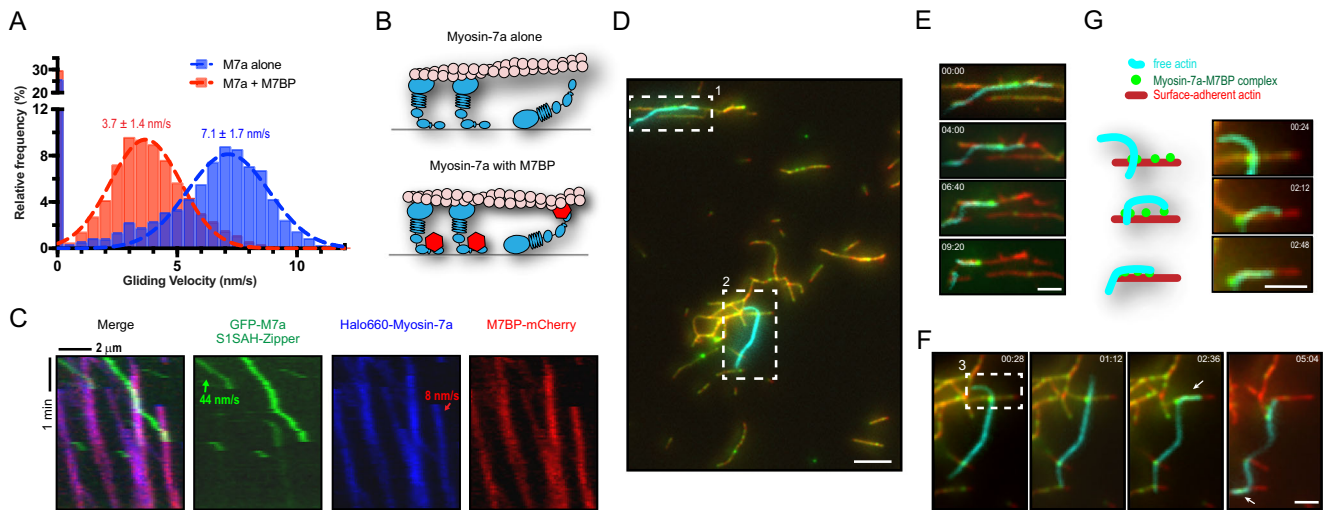 A
M7a alone
M7a + M7BP
3.7 ± 1.4 nm/s
7.1 ± 1.7 nm/s
Relative frequency (%)
30
20
12
8
4
0
0
5
10
Gliding Velocity (nm/s)
B
Myosin-7a alone
Myosin-7a with M7BP
C
Merge
GFP-M7a
S1SAH-Zipper
Halo660-Myosin-7a
M7BP-mCherry
2 µm
1 min
44 nm/s
8 nm/s
D
1
2
E
00:00
04:00
06:40
09:20
G
free actin
Myosin-7a-M7BP complex
Surface-adherent actin
00:24
02:12
02:48
F
3
00:28
01:12
02:36
05:04